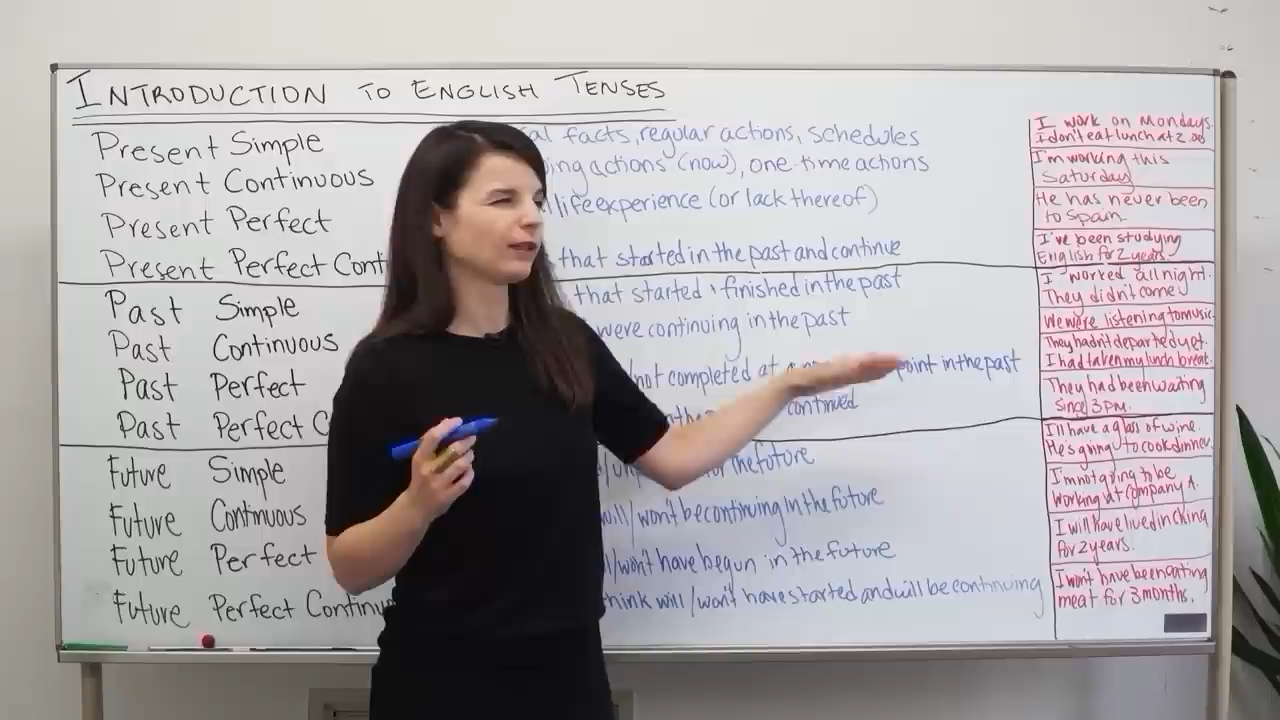 INTRODUCTION TO ENGLISH TENSES
Present Simple
facts, regular actions, schedules
Present Continuous
actions (now), one-time actions
Present Perfect
life experience (or lack thereof)
Present Perfect Cont
that started in the past and continue
Past Simple
that started + finished in the past
Past Continuous
were continuing in the past
Past Perfect
/not completed at a point in the past
Past Perfect C
continued
Future Simple
the future
Future Continuous
will/won't be continuing in the future
Future Perfect
/won't have begun in the future
Future Perfect Continu
think will/won't have started and will be continuing
I work on Mondays.
I don't eat lunch at 2
I'm working this
Saturday
He has never been
to Spain.
I've been studying
English for 2 years
I worked all night.
They didn't come
We were listening to music
They hadn't departed yet.
I had taken my lunch break.
They had been waiting
since 3 PM.
I'll have a glass of wine.
He's going to cook dinner.
I'm not going to be
working at company A.
I will have lived in China
for 2 years.
I won't have been eating
meat for 3 months.